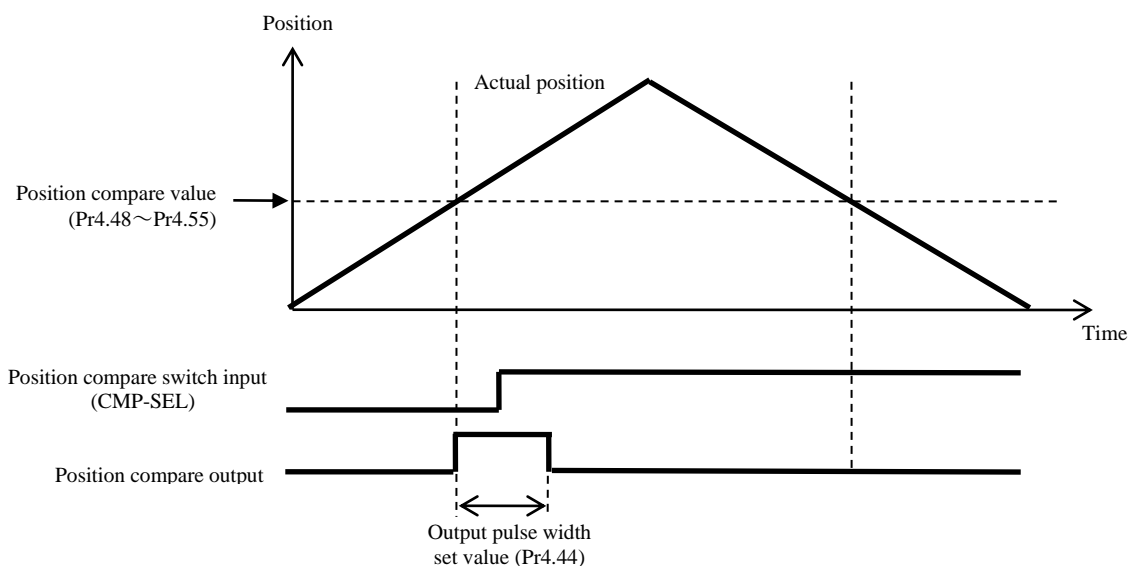 Position
Actual position
Position compare value
(Pr4.48～Pr4.55)
Time
Position compare switch input
(CMP-SEL)
Position compare output
Output pulse width
set value (Pr4.44)